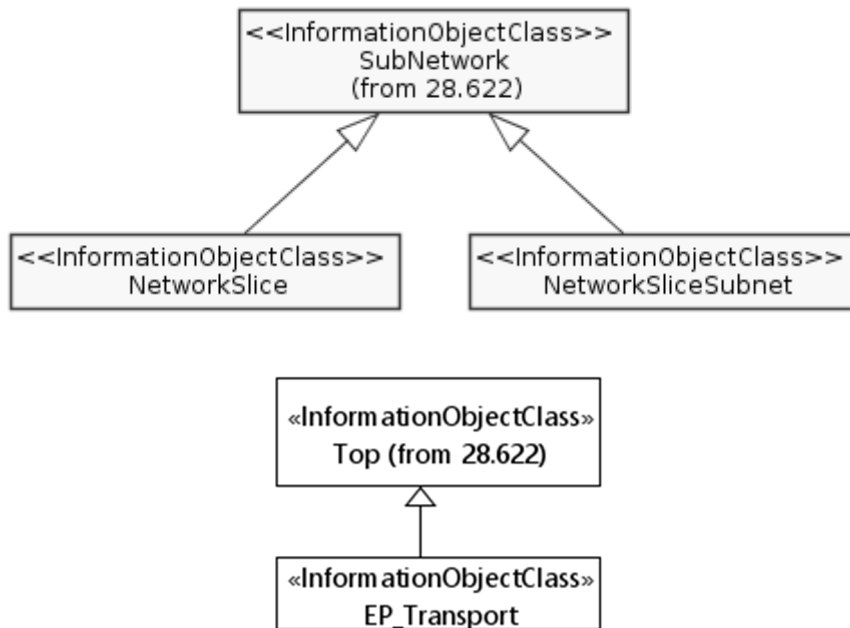 <<InformationObjectClass>>
SubNetwork
(from 28.622)
<<InformationObjectClass>>
NetworkSlice
<<InformationObjectClass>>
NetworkSliceSubnet
«InformationObjectClass»
Top (from 28.622)
«InformationObjectClass»
EP_Transport